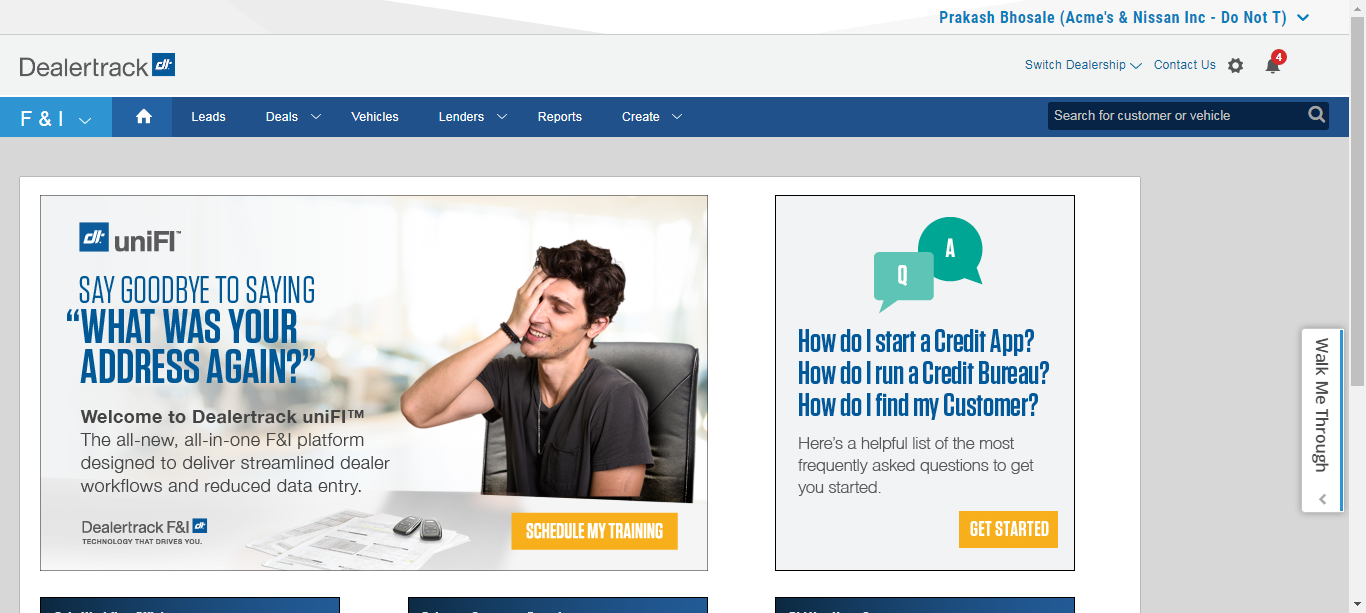 Prakash Bhosale (Acme's & Nissan Inc - Do Not T)
Dealertrack dt.
Switch Dealership Contact Us 4
F & I Leads Deals Vehicles Lenders Reports Create Search for customer or vehicle
dt. uniFI™
SAY GOODBYE TO SAYING
“WHAT WAS YOUR
ADDRESS AGAIN?”
Welcome to Dealertrack uniFI™
The all-new, all-in-one F&I platform
designed to deliver streamlined dealer
workflows and reduced data entry.
Dealertrack F&I dt.
TECHNOLOGY THAT DRIVES YOU.
SCHEDULE MY TRAINING
A
Q
How do I start a Credit App?
How do I run a Credit Bureau?
How do I find my Customer?
Here's a helpful list of the most
frequently asked questions to get
you started.
GET STARTED
Walk Me Through